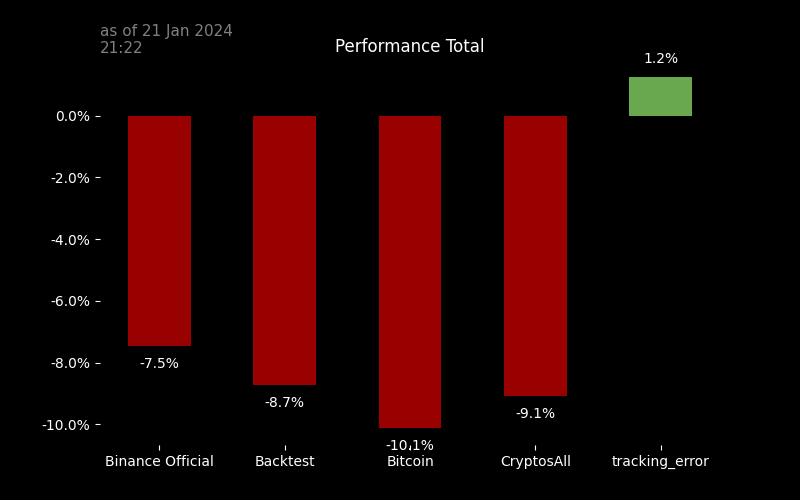 as of 21 Jan 2024
21:22
Performance Total
1.2%
0.0%
-2.0%
-4.0%
-6.0%
-8.0%
-10.0%
-7.5%
-8.7%
-10.1%
-9.1%
Binance Official
Backtest
Bitcoin
CryptosAll
tracking_error